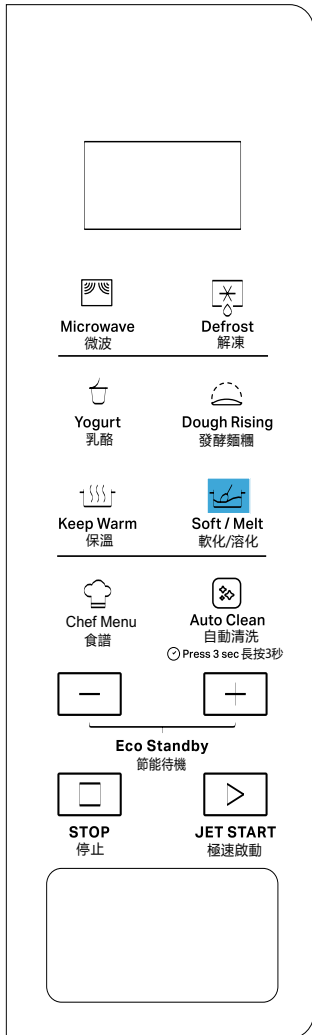 Microwave Defrost
微波 解凍
Yogurt Dough Rising
乳酪 發酵麵糰
Keep Warm Soft / Melt
保溫 軟化/溶化
Chef Menu Auto Clean
食譜 自動清洗
Press 3 sec 長按3秒
Eco Standby
節能待機
STOP JET START
停止 極速啟動